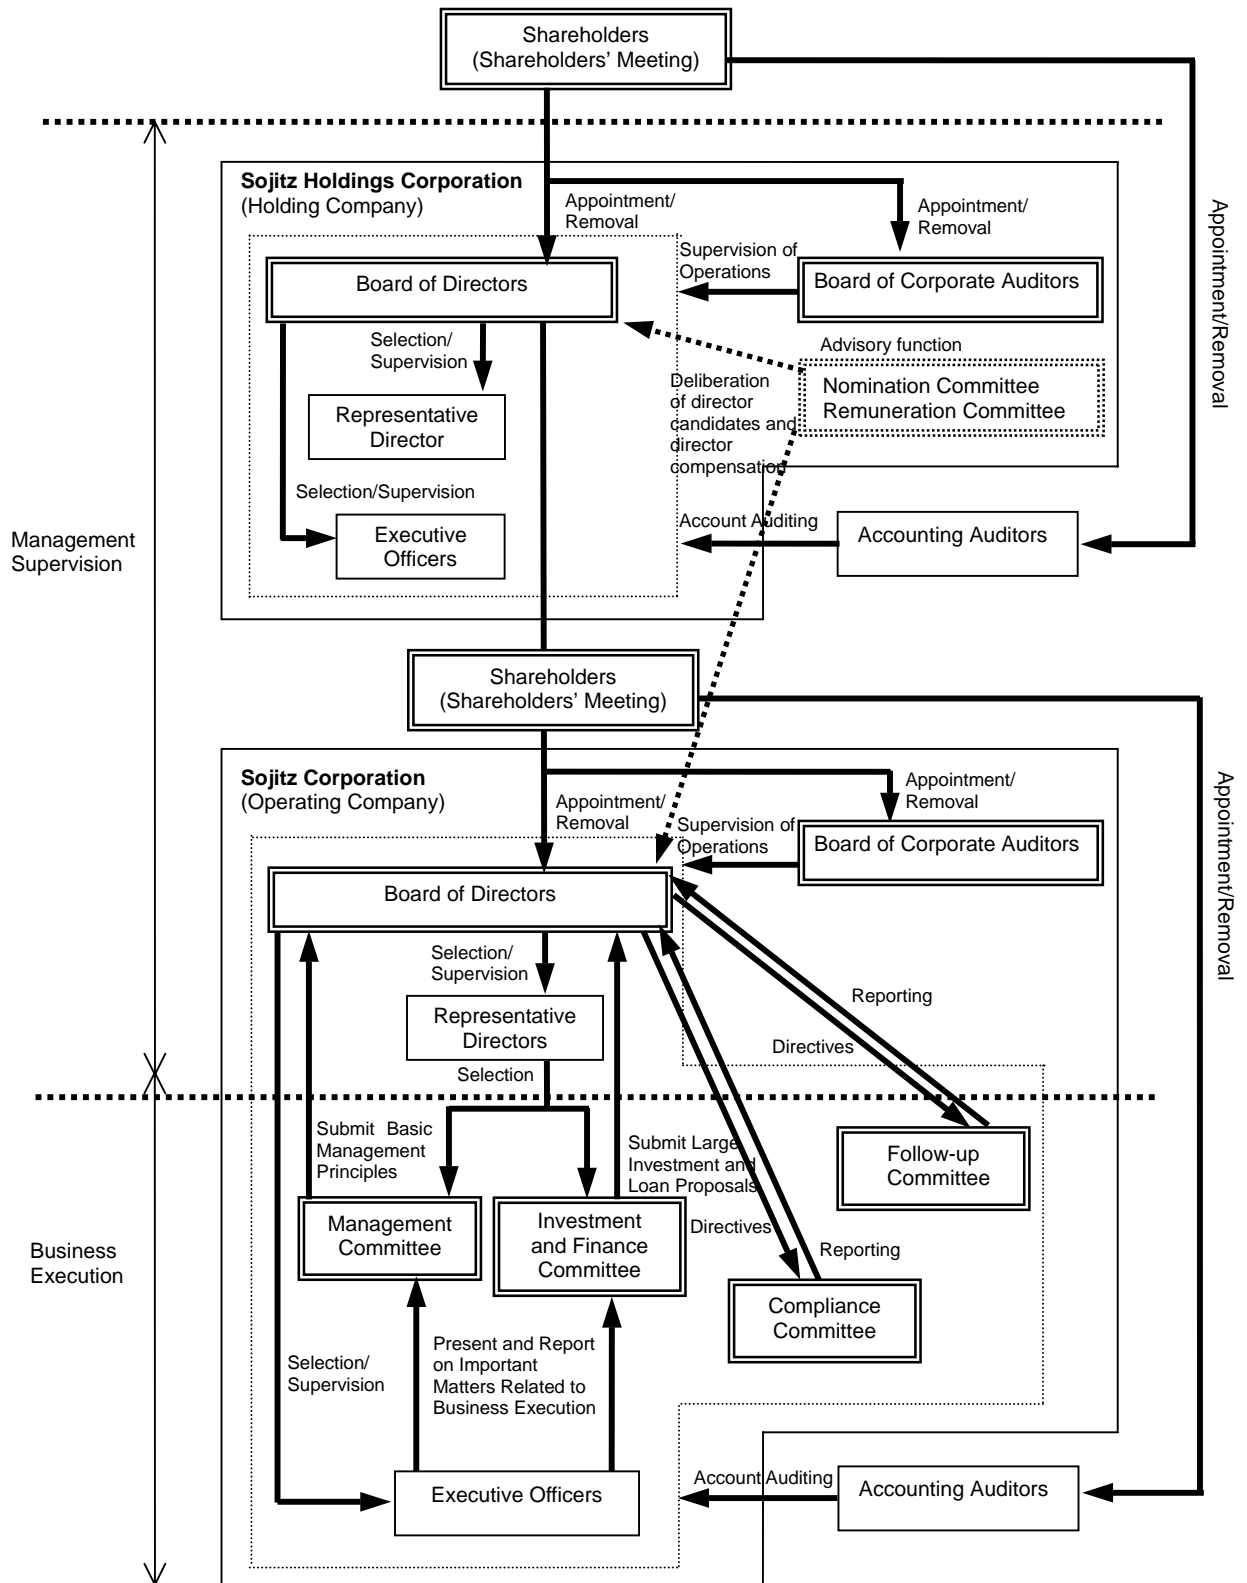 Shareholders
(Shareholders’ Meeting)
Sojitz Holdings Corporation
(Holding Company)
Appointment/
Removal
Appointment/
Removal
Appointment/Removal
Supervision of
Operations
Board of Directors
Board of Corporate Auditors
Selection/
Supervision
Advisory function
Nomination Committee
Remuneration Committee
Deliberation
of director
candidates and
director
compensation
Representative
Director
Selection/Supervision
Executive
Officers
Account Auditing
Accounting Auditors
Management
Supervision
Shareholders
(Shareholders’ Meeting)
Sojitz Corporation
(Operating Company)
Appointment/
Removal
Appointment/
Removal
Appointment/Removal
Supervision of
Operations
Board of Corporate Auditors
Board of Directors
Selection/
Supervision
Reporting
Representative
Directors
Directives
Selection
Submit Basic
Management
Principles
Submit Large
Investment and
Loan Proposals
Follow-up
Committee
Management
Committee
Investment
and Finance
Committee
Directives
Reporting
Business
Execution
Compliance
Committee
Selection/
Supervision
Present and Report
on Important
Matters Related to
Business Execution
Executive Officers
Account Auditing
Accounting Auditors